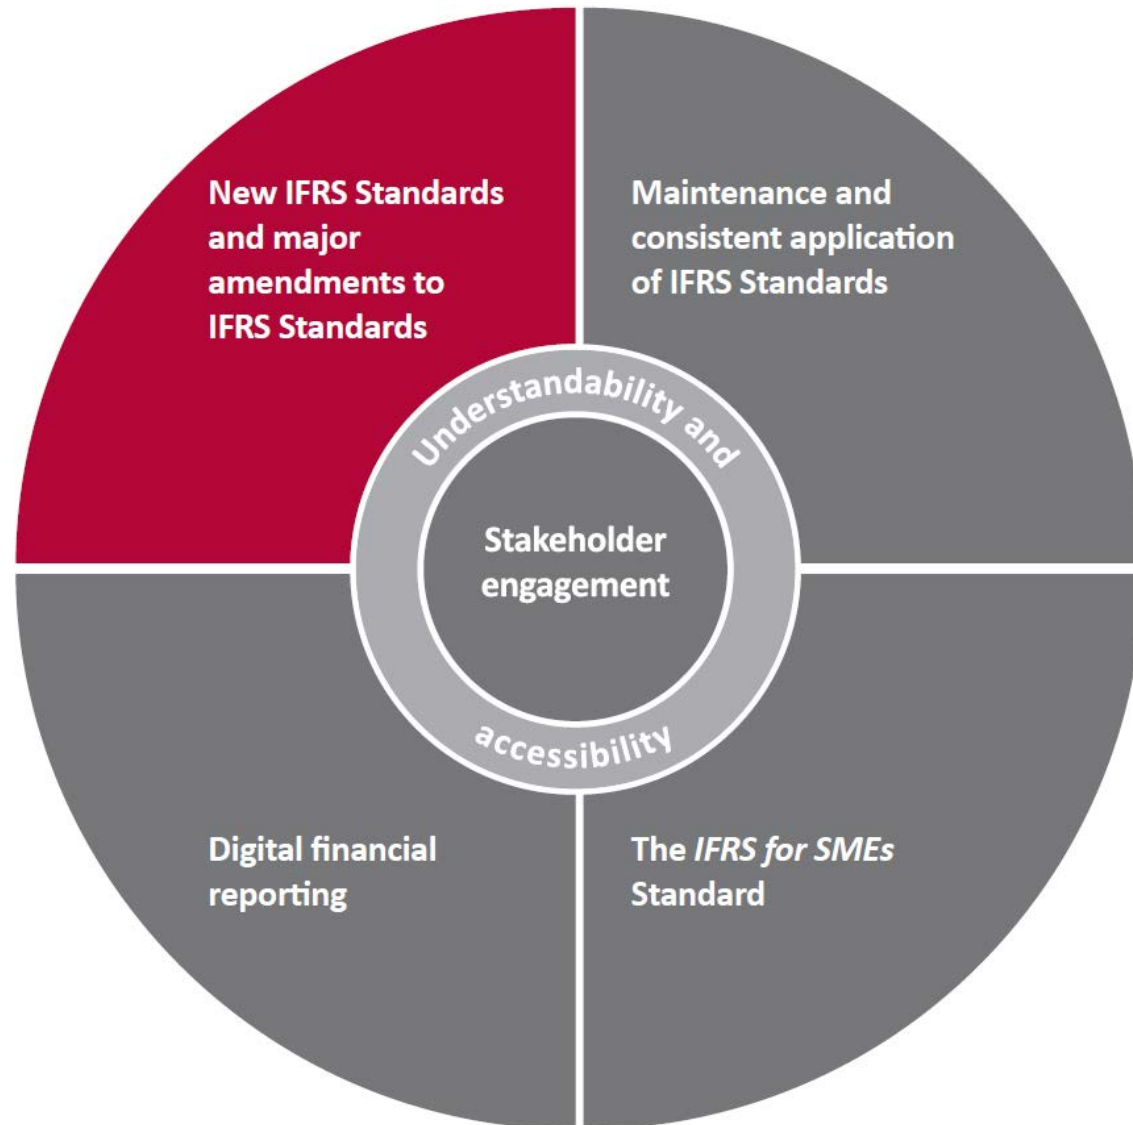 New IFRS Standards
and major
amendments to
IFRS Standards
Maintenance and
consistent application
of IFRS Standards
Understandability and
Stakeholder
engagement
accessibility
Digital financial
reporting
The IFRS for SMEs
Standard